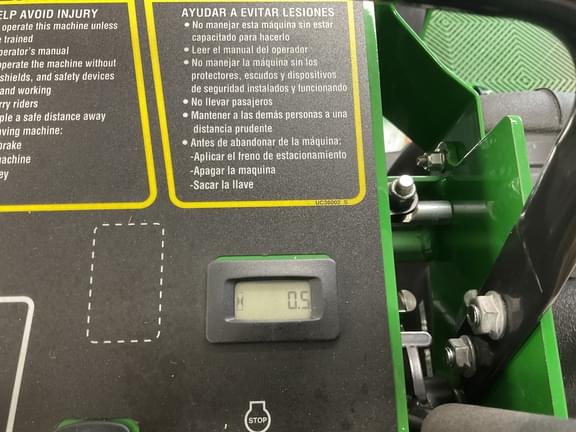 ELP AVOID INJURY
operate this machine unless
trained
perator's manual
operate the machine without
shields, and safety devices
and working
rry riders
ple a safe distance away
aving machine:
brake
machine
ey
AYUDAR A EVITAR LESIONES
• No manejar esta máquina sin estar
capacitado para hacerlo
• Leer el manual del operador
• No manejar la máquina sin los
protectores, escudos y dispositivos
de seguridad instalados y funcionando
• No llevar pasajeros
• Mantener a las demás personas a una
distancia prudente
• Antes de abandonar de la máquina:
-Aplicar el freno de estacionamiento
-Apagar la maquina
-Sacar la llave
0.5
STOP